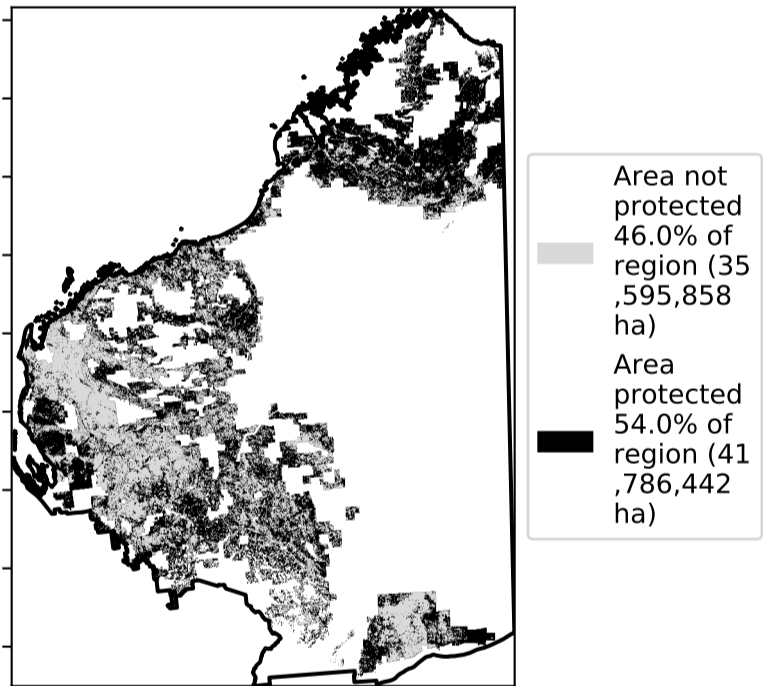 Area not
protected
46.0% of
region (35
,595,858
ha)
Area
protected
54.0% of
region (41
,786,442
ha)